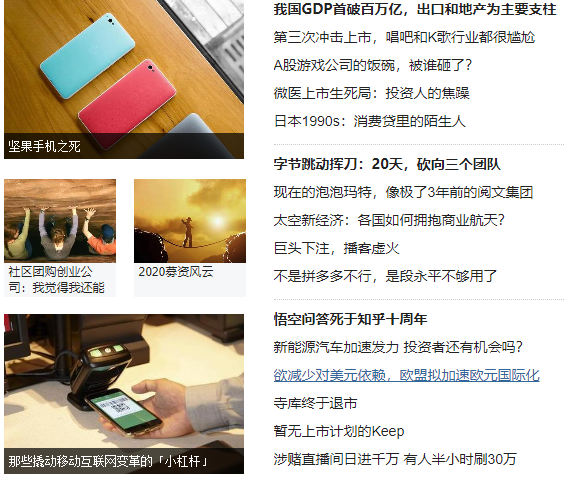 坚果手机之死
社区团购创业公
司：我觉得我还能
2020募资风云
那些撬动移动互联网变革的「小杠杆」
我国GDP首破百万亿，出口和地产为主要支柱
第三次冲击上市，唱吧和K歌行业都很尴尬
A股游戏公司的饭碗，被谁砸了？
微医上市生死局：投资人的焦躁
日本1990s：消费贷里的陌生人
字节跳动挥刀：20天，砍向三个团队
现在的泡泡玛特，像极了3年前的阅文集团
太空新经济：各国如何拥抱商业航天？
巨头下注，播客虚火
不是拼多多不行，是段永平不够用了
悟空问答死于知乎十周年
新能源汽车加速发力 投资者还有机会吗？
欲减少对美元依赖，欧盟拟加速欧元国际化
寺库终于退市
暂无上市计划的Keep
涉赌直播间日进千万 有人半小时刷30万